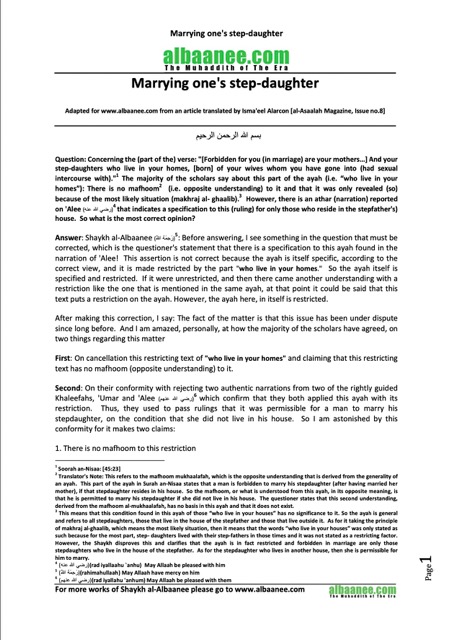 Marrying one's step-daughter
albaanee.com
The Muhaddith of The Era
Marrying one's step-daughter
Adapted for www.albaanee.com from an article translated by Isma'eel Alarcon [al-Asaalah Magazine, Issue no.8]
بسم الله الرحمن الرحيم
Question: Concerning the (part of the) verse: "[Forbidden for you (in marriage) are your mothers…] And your
step-daughters who live in your homes, [born] of your wives whom you have gone into (had sexual
intercourse with)."1 The majority of the scholars say about this part of the ayah (i.e. "who live in your
homes"): There is no mafhoom2 (i.e. opposite understanding) to it and that it was only revealed (so)
because of the most likely situation (makhraj al- ghaalib).3 However, there is an athar (narration) reported
on 'Alee (رضي الله عنه)4 that indicates a specification to this (ruling) for only those who reside in the stepfather's
house. So what is the most correct opinion?
Answer: Shaykh al-Albaanee (رَحِمَهُ اللهُ)5: Before answering, I see something in the question that must be
corrected, which is the questioner's statement that there is a specification to this ayah found in the
narration of 'Alee! This assertion is not correct because the ayah is itself specific, according to the
correct view, and it is made restricted by the part "who live in your homes." So the ayah itself is
specified and restricted. If it were unrestricted, and then there came another understanding with a
restriction like the one that is mentioned in the same ayah, at that point it could be said that this
text puts a restriction on the ayah. However, the ayah here, in itself is restricted.
After making this correction, I say: The fact of the matter is that this issue has been under dispute
since long before. And I am amazed, personally, at how the majority of the scholars have agreed, on
two things regarding this matter
First: On cancellation this restricting text of "who live in your homes" and claiming that this restricting
text has no mafhoom (opposite understanding) to it.
Second: On their conformity with rejecting two authentic narrations from two of the rightly guided
Khaleefahs, 'Umar and 'Alee (رضي الله عنهم)6 which confirm that they both applied this ayah with its
restriction. Thus, they used to pass rulings that it was permissible for a man to marry his
stepdaughter, on the condition that she did not live in his house. So I am astonished by this
conformity for it makes two claims:
1. There is no mafhoom to this restriction
1 Soorah an-Nisaa: [45:23]
2 Translator's Note: This refers to the mafhoom mukhaalafah, which is the opposite understanding that is derived from the generality of
an ayah. This part of the ayah in Surah an-Nisaa states that a man is forbidden to marry his stepdaughter (after having married her
mother), if that stepdaughter resides in his house. So the mafhoom, or what is understood from this ayah, in its opposite meaning, is
that he is permitted to marry his stepdaughter if she did not live in his house. The questioner states that this second understanding,
derived from the mafhoom al-mukhaalafah, has no basis in this ayah and that it does not exist.
3 This means that this condition found in this ayah of those "who live in your houses" has no significance to it. So the ayah is general
and refers to all stepdaughters, those that live in the house of the stepfather and those that live outside it. As for it taking the principle
of makhraj al-ghaalib, which means the most likely situation, then it means that the words "who live in your houses" was only stated as
such because for the most part, step- daughters lived with their step-fathers in those times and it was not stated as a restricting factor.
However, the Shaikh disproves this and clarifies that the ayah is in fact restricted and forbidden in marriage are only those
stepdaughters who live in the house of the stepfather. As for the stepdaughter who lives in another house, then she is permissible for
him to marry.
4 (رضي الله عنه)(rad iyallaahu 'anhu) May Allaah be pleased with him
5 (رَحِمَهُ اللهُ)(rahimahullaah) May Allaah have mercy on him
6 (رضي الله عنهم)(rad iyallahu 'anhum) May Allaah be pleased with them
For more works of Shaykh al-Albaanee please go to www.albaanee.com
albaanee.com
The Muhaddith of The Era
Page 1